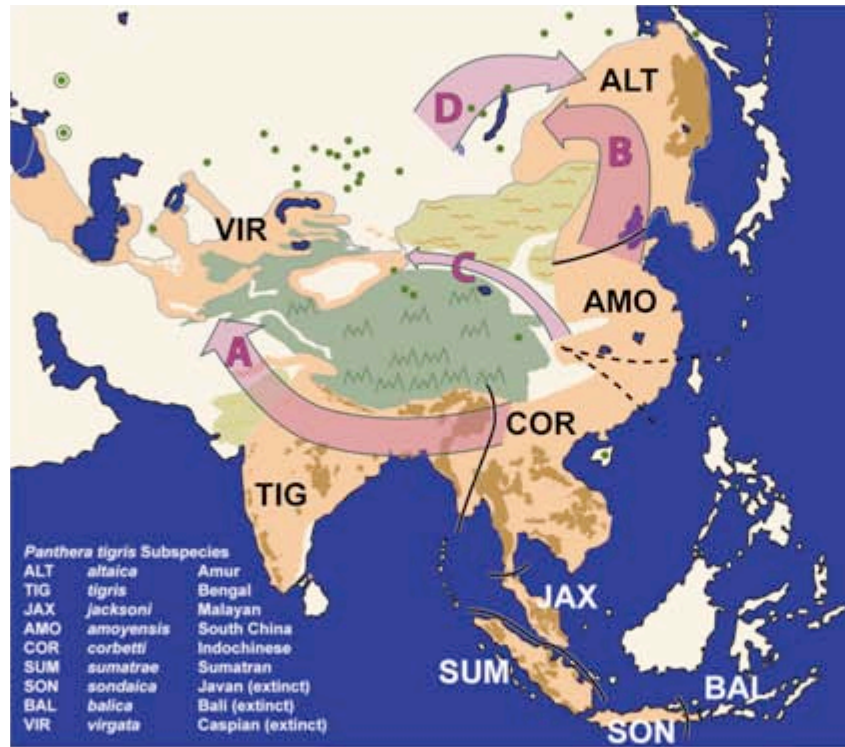 ALT
D
B
VIR
C
AMO
A
COR
TIG
JAX
SUM
BAL
SON
Panthera tigris Subspecies
ALT altaica Amur
TIG tigris Bengal
JAX jacksoni Malayan
AMO amoyensis South China
COR corbetti Indochinese
SUM sumatrae Sumatran
SON sondaica Javan (extinct)
BAL balica Bali (extinct)
VIR virgata Caspian (extinct)